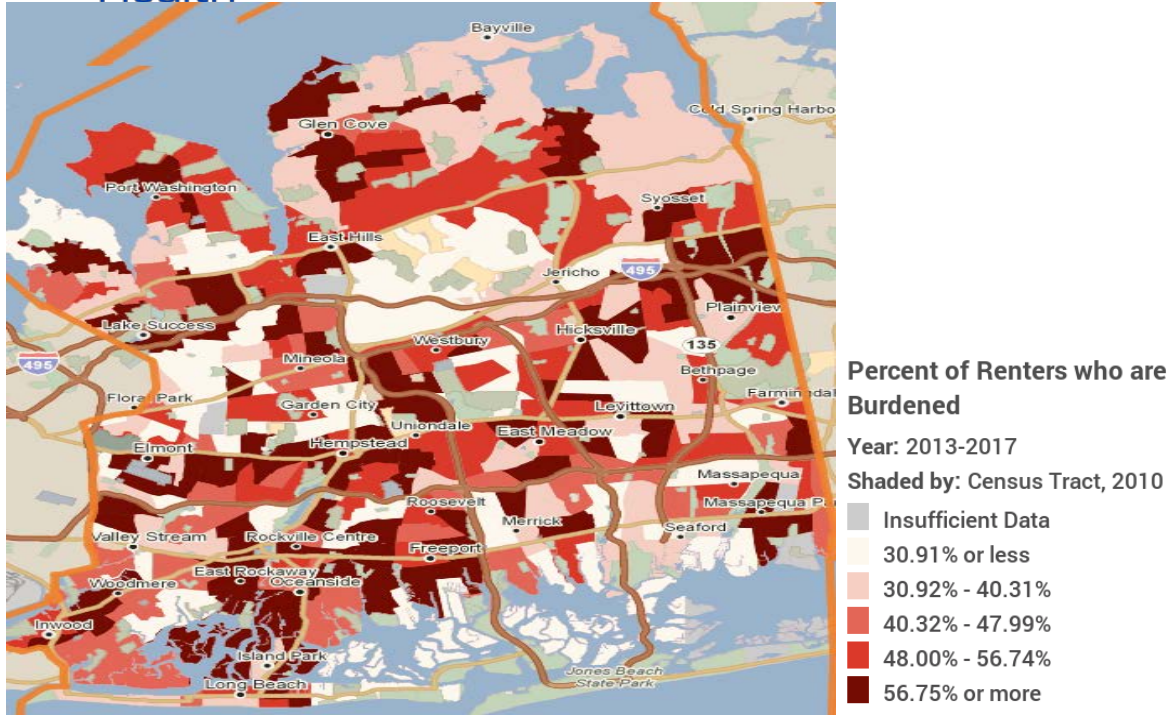 Bayville
Cold Spring Harbo
Glen Cove
Port Washington
Syosset
East Hills
495
Jericho
Plainview
Lake Success
Hicksville
Westbury
135
495
Mineola
Bethpage
Floral Park
Farmingdal
Garden City
Levittown
Uniondale
Hempstead
East Meadow
Elmont
Massapequa
Roosevelt
Massapequa Par
Merrick
Seaford
Valley Stream
Rockville Centre
Freeport
East Rockaway
Oceanside
Woodmere
Inwood
Island Park
Jones Beach
State Park
Long Beach
Percent of Renters who are
Burdened
Year: 2013-2017
Shaded by: Census Tract, 2010
Insufficient Data
30.91% or less
30.92% - 40.31%
40.32% - 47.99%
48.00% - 56.74%
56.75% or more